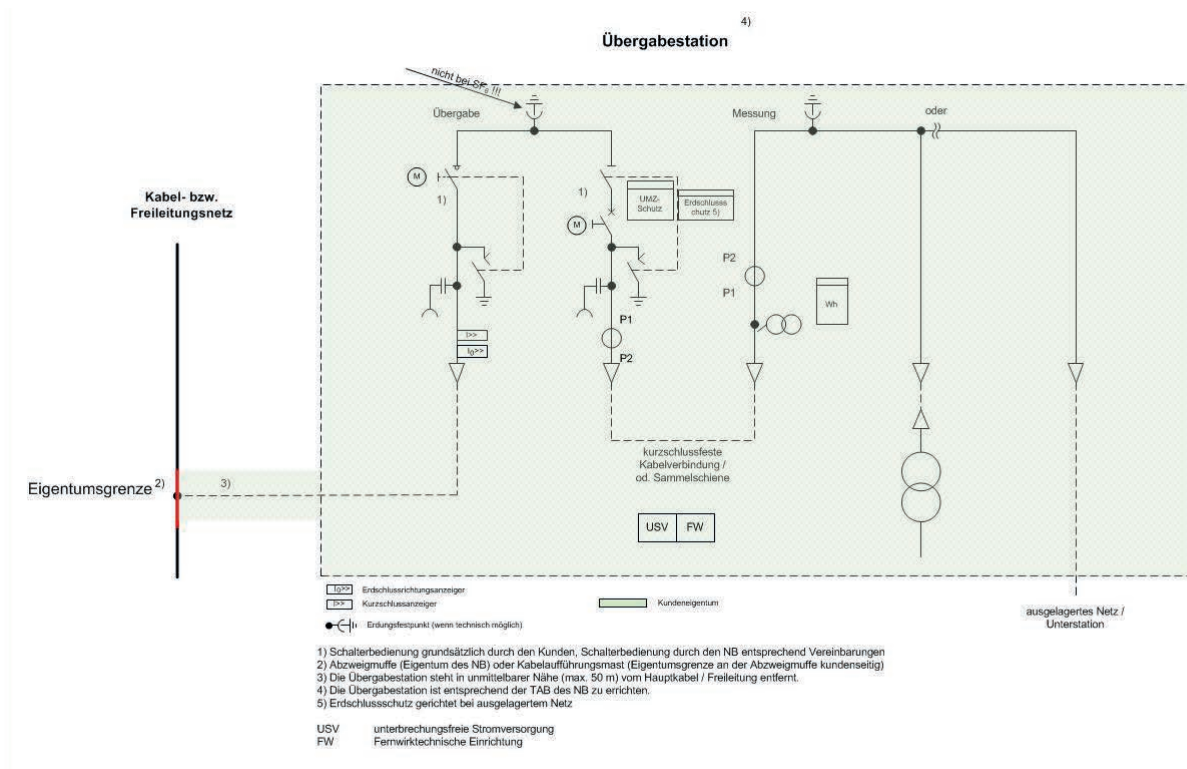 4)
Übergabestation
nicht bei SF6 !!!
Übergabe
Messung
oder
M
1)
Kabel- bzw.
Freileitungsnetz
1)
M
UMZ-
Schutz
Erdschlusss
chutz 5)
P2
P1
Wh
P1
P2
I>>
I0>>
kurzschlussfeste
Kabelverbindung /
od. Sammelschiene
Eigentumsgrenze 2)
3)
USV
FW
I0>> Erdschlussrichtungsanzeiger
I>> Kurzschlussanzeiger
Kundeneigentum
Erdungsfestpunkt (wenn technisch möglich)
ausgelagertes Netz /
Unterstation
1) Schalterbedienung grundsätzlich durch den Kunden, Schalterbedienung durch den NB entsprechend Vereinbarungen
2) Abzweigmuffe (Eigentum des NB) oder Kabelaufführungsmast (Eigentumsgrenze an der Abzweigmuffe kundenseitig)
3) Die Übergabestation steht in unmittelbarer Nähe (max. 50 m) vom Hauptkabel / Freileitung entfernt.
4) Die Übergabestation ist entsprechend der TAB des NB zu errichten.
5) Erdschlussschutz gerichtet bei ausgelagertem Netz
USV unterbrechungsfreie Stromversorgung
FW Fernwirktechnische Einrichtung